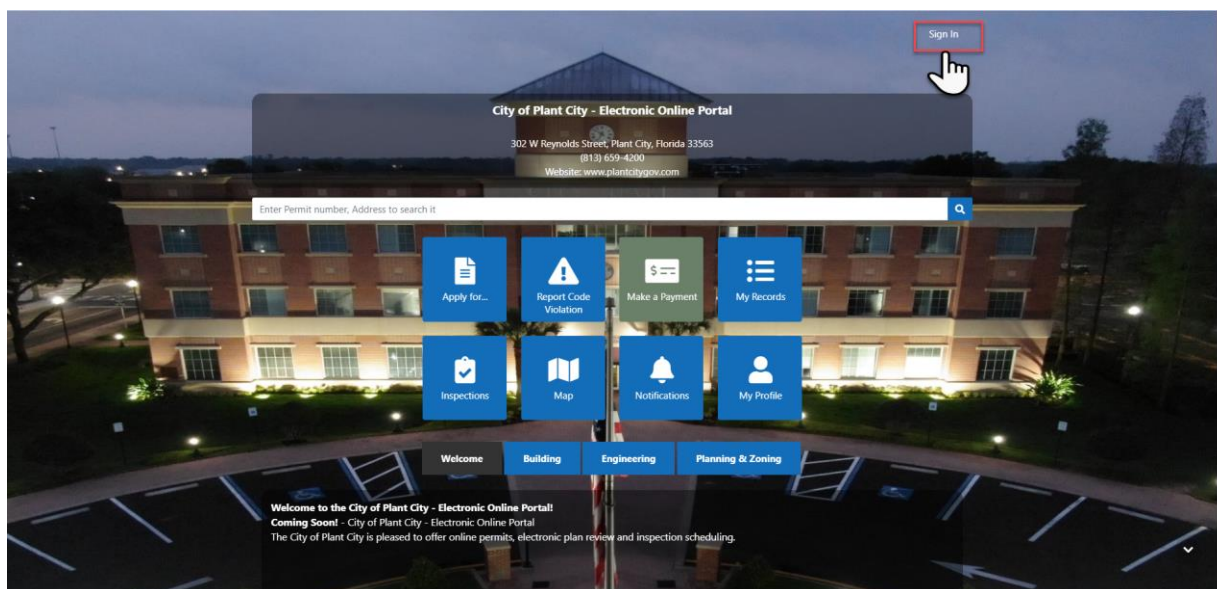 Sign In
City of Plant City - Electronic Online Portal
302 W Reynolds Street, Plant City, Florida 33563
(813) 659-4200
Website: www.plantcitygov.com
Enter Permit number, Address to search it
Apply for...
Report Code
Violation
Make a Payment
My Records
Inspections
Map
Notifications
My Profile
Welcome
Building
Engineering
Planning & Zoning
Welcome to the City of Plant City - Electronic Online Portal!
Coming Soon! - City of Plant City - Electronic Online Portal
The City of Plant City is pleased to offer online permits, electronic plan review and inspection scheduling.